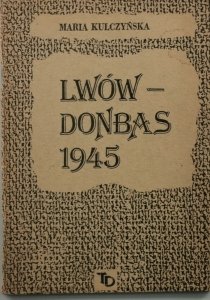 MARIA KULCZYŃSKA
LWÓW –
DONBAS
1945
TD